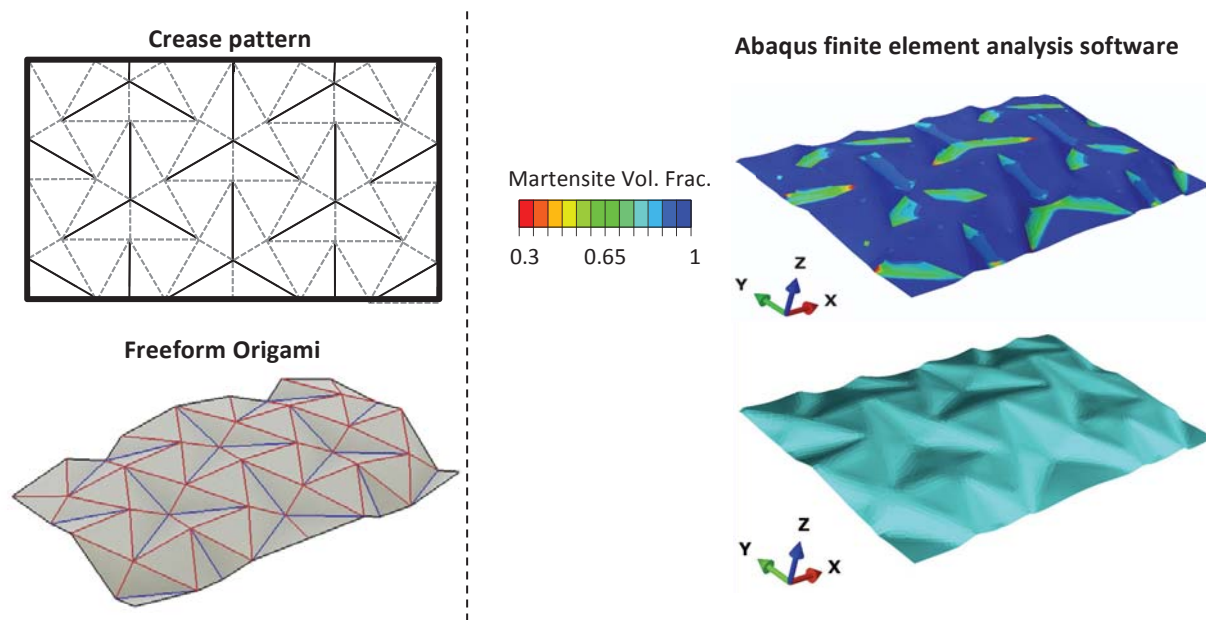 Crease pattern
Freeform Origami
Martensite Vol. Frac.
0.3 0.65 1
Abaqus finite element analysis software
Z
Y
X
Z
Y
X